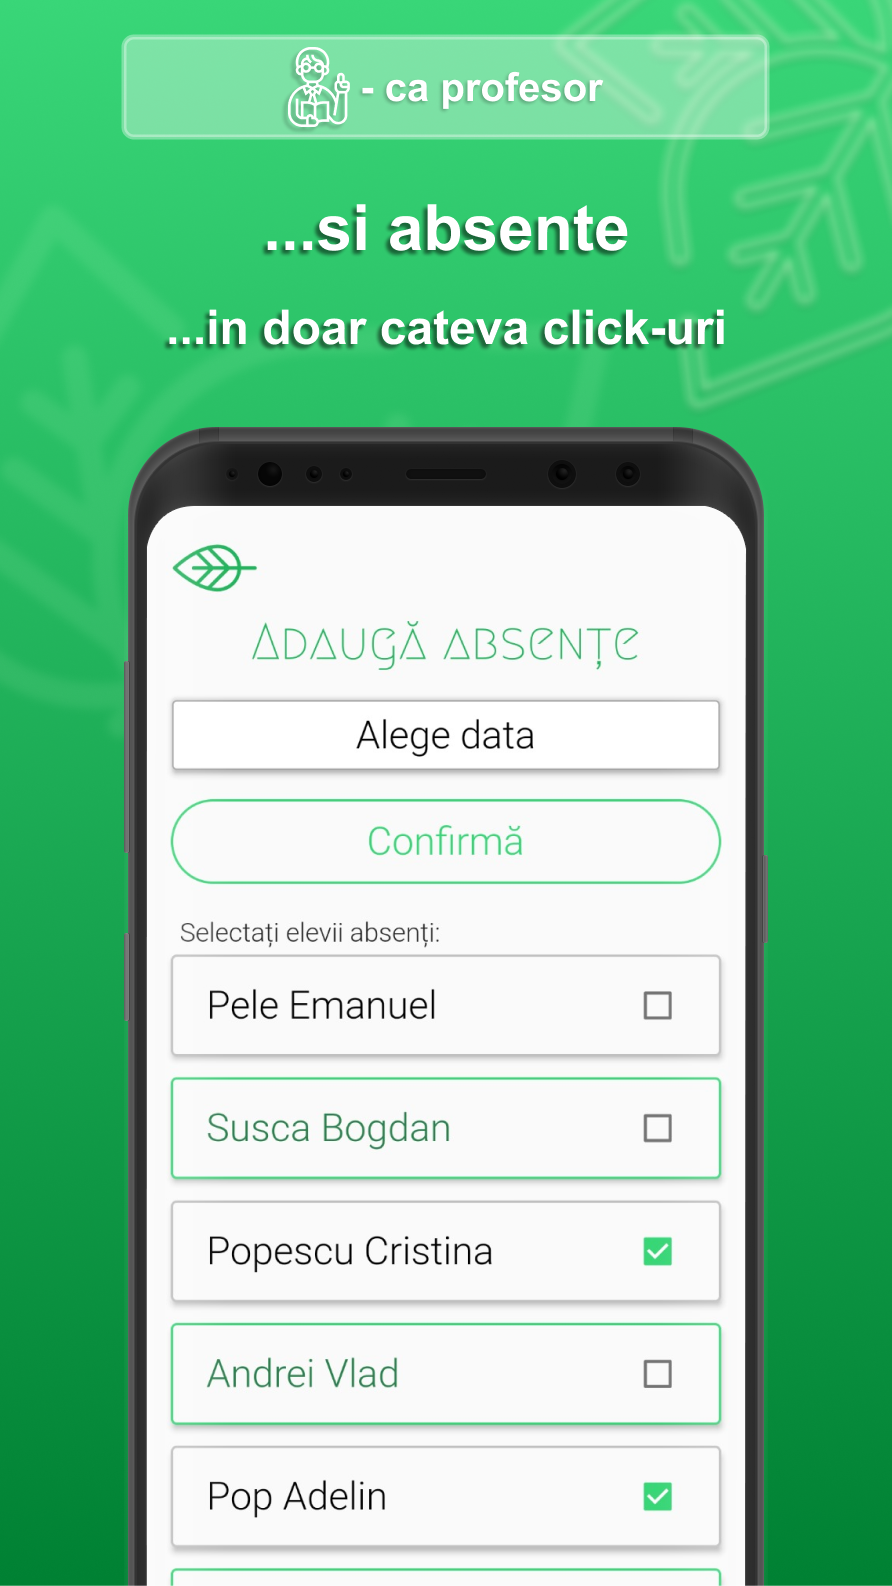 - ca profesor
...si absente
...in doar cateva click-uri
Adaugă absențe
Alege data
Confirmă
Selectați elevii absenți:
Pele Emanuel
Susca Bogdan
Popescu Cristina
Andrei Vlad
Pop Adelin